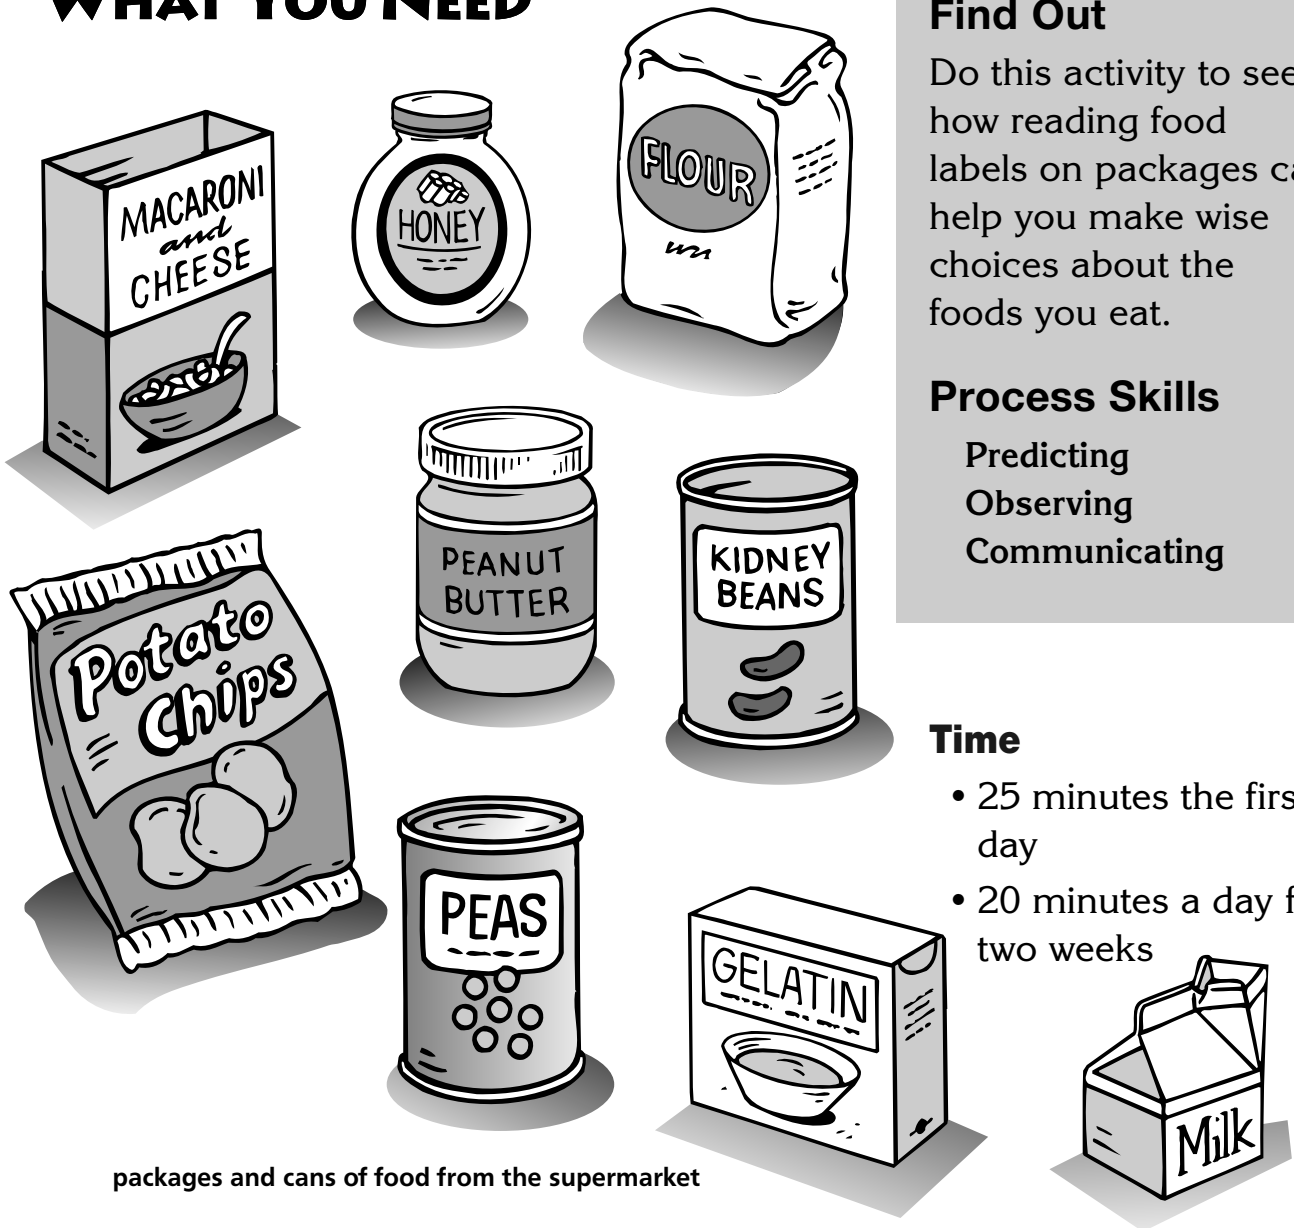 WHAT YOU NEED
MACARONI
and
CHEESE
HONEY
FLOUR
PEANUT
BUTTER
KIDNEY
BEANS
Potato
Chips
PEAS
GELATIN
Milk
packages and cans of food from the supermarket
Find Out
Do this activity to see
how reading food
labels on packages ca
help you make wise
choices about the
foods you eat.
Process Skills
Predicting
Observing
Communicating
Time
• 25 minutes the firs
day
• 20 minutes a day f
two weeks